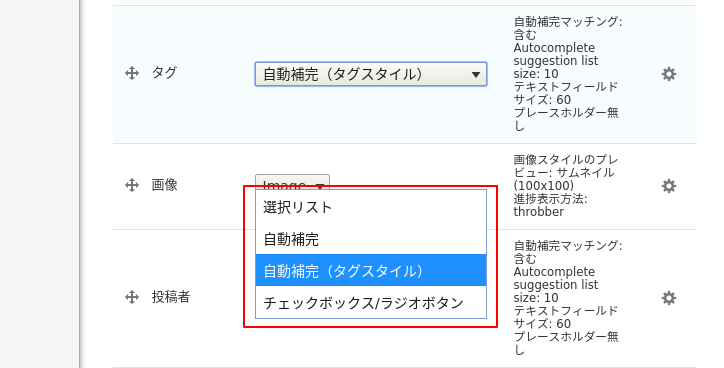 タグ
自動補完（タグスタイル）
自動補完マッチング:
含む
Autocomplete
suggestion list
size: 10
テキストフィールド
サイズ: 60
プレースホルダー無
し
画像
Image
画像スタイルのプレ
ビュー: サムネイル
(100x100)
進捗表示方法:
throbber
選択リスト
自動補完
自動補完（タグスタイル）
チェックボックス/ラジオボタン
投稿者
自動補完マッチング:
含む
Autocomplete
suggestion list
size: 10
テキストフィールド
サイズ: 60
プレースホルダー無
し